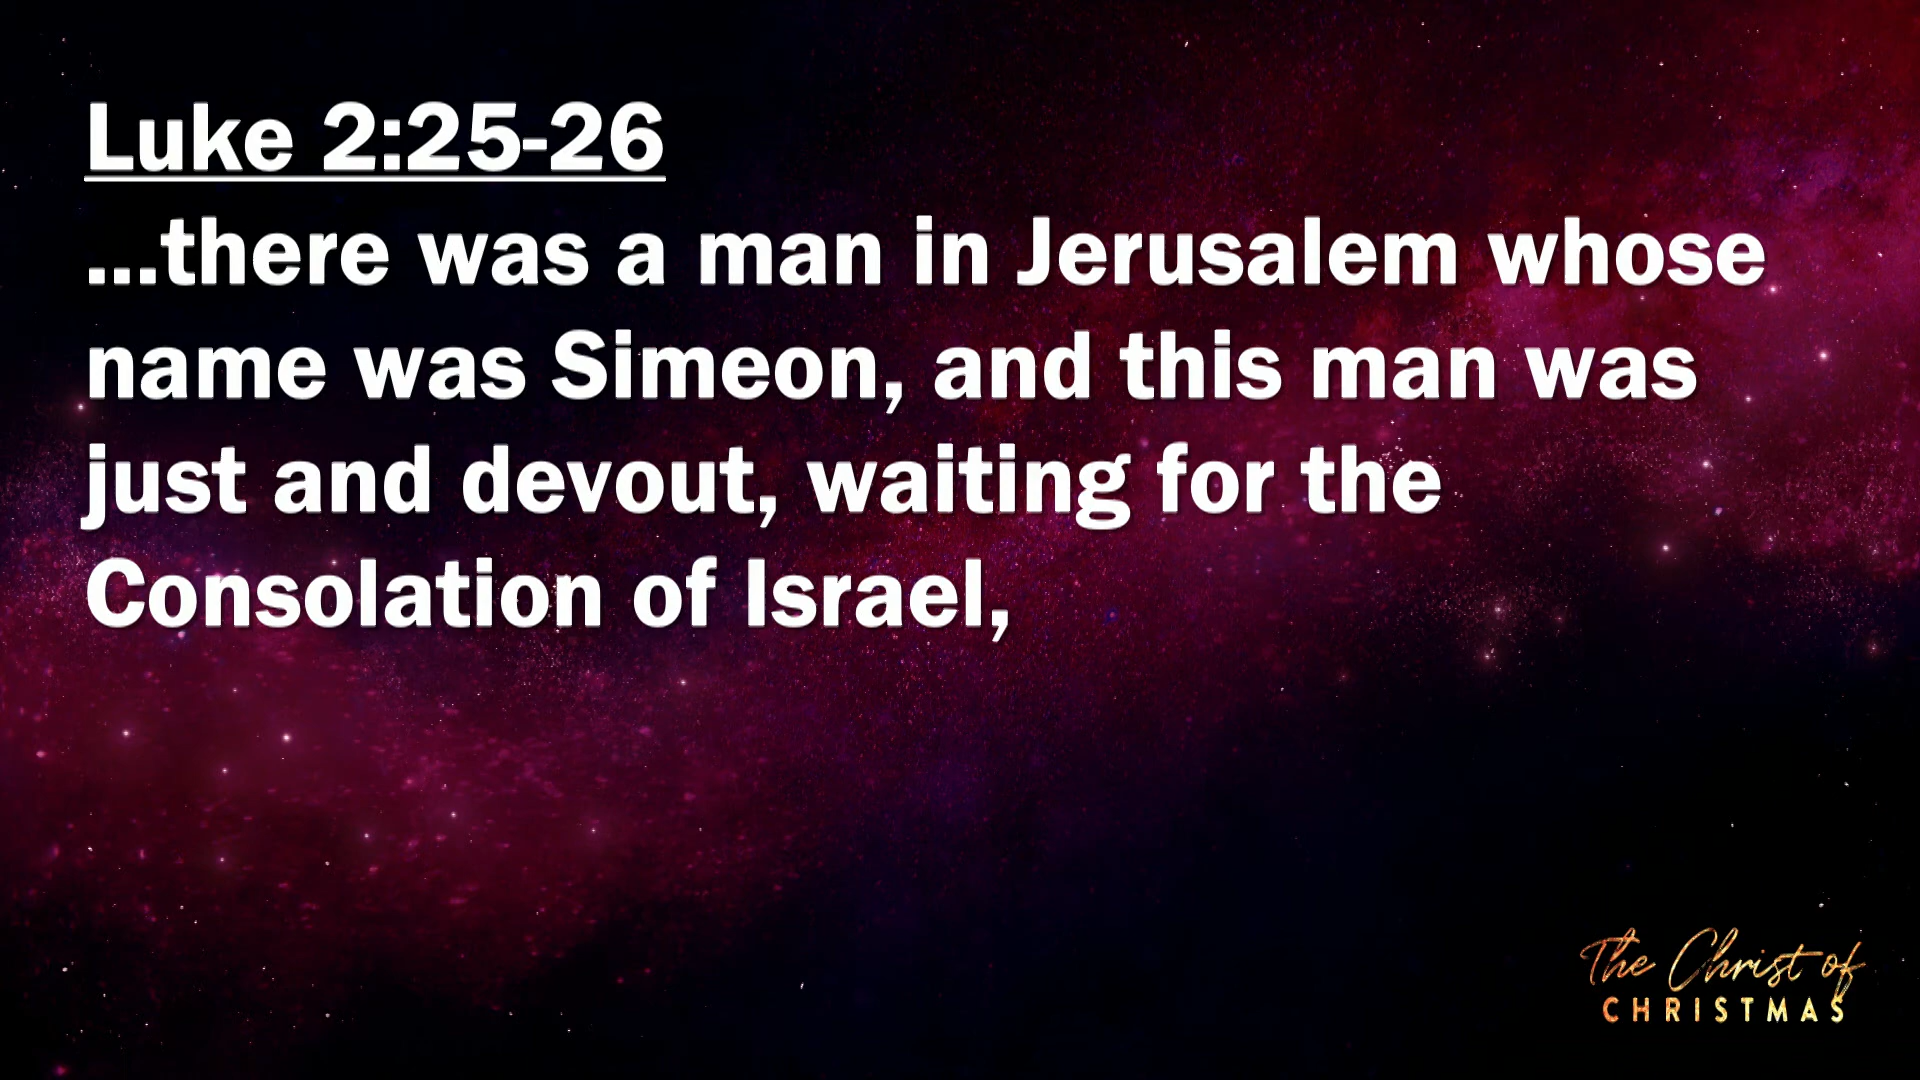 Luke 2:25-26
...there was a man in Jerusalem whose
name was Simeon, and this man was
just and devout, waiting for the
Consolation of Israel,
The Christ of
CHRISTMAS